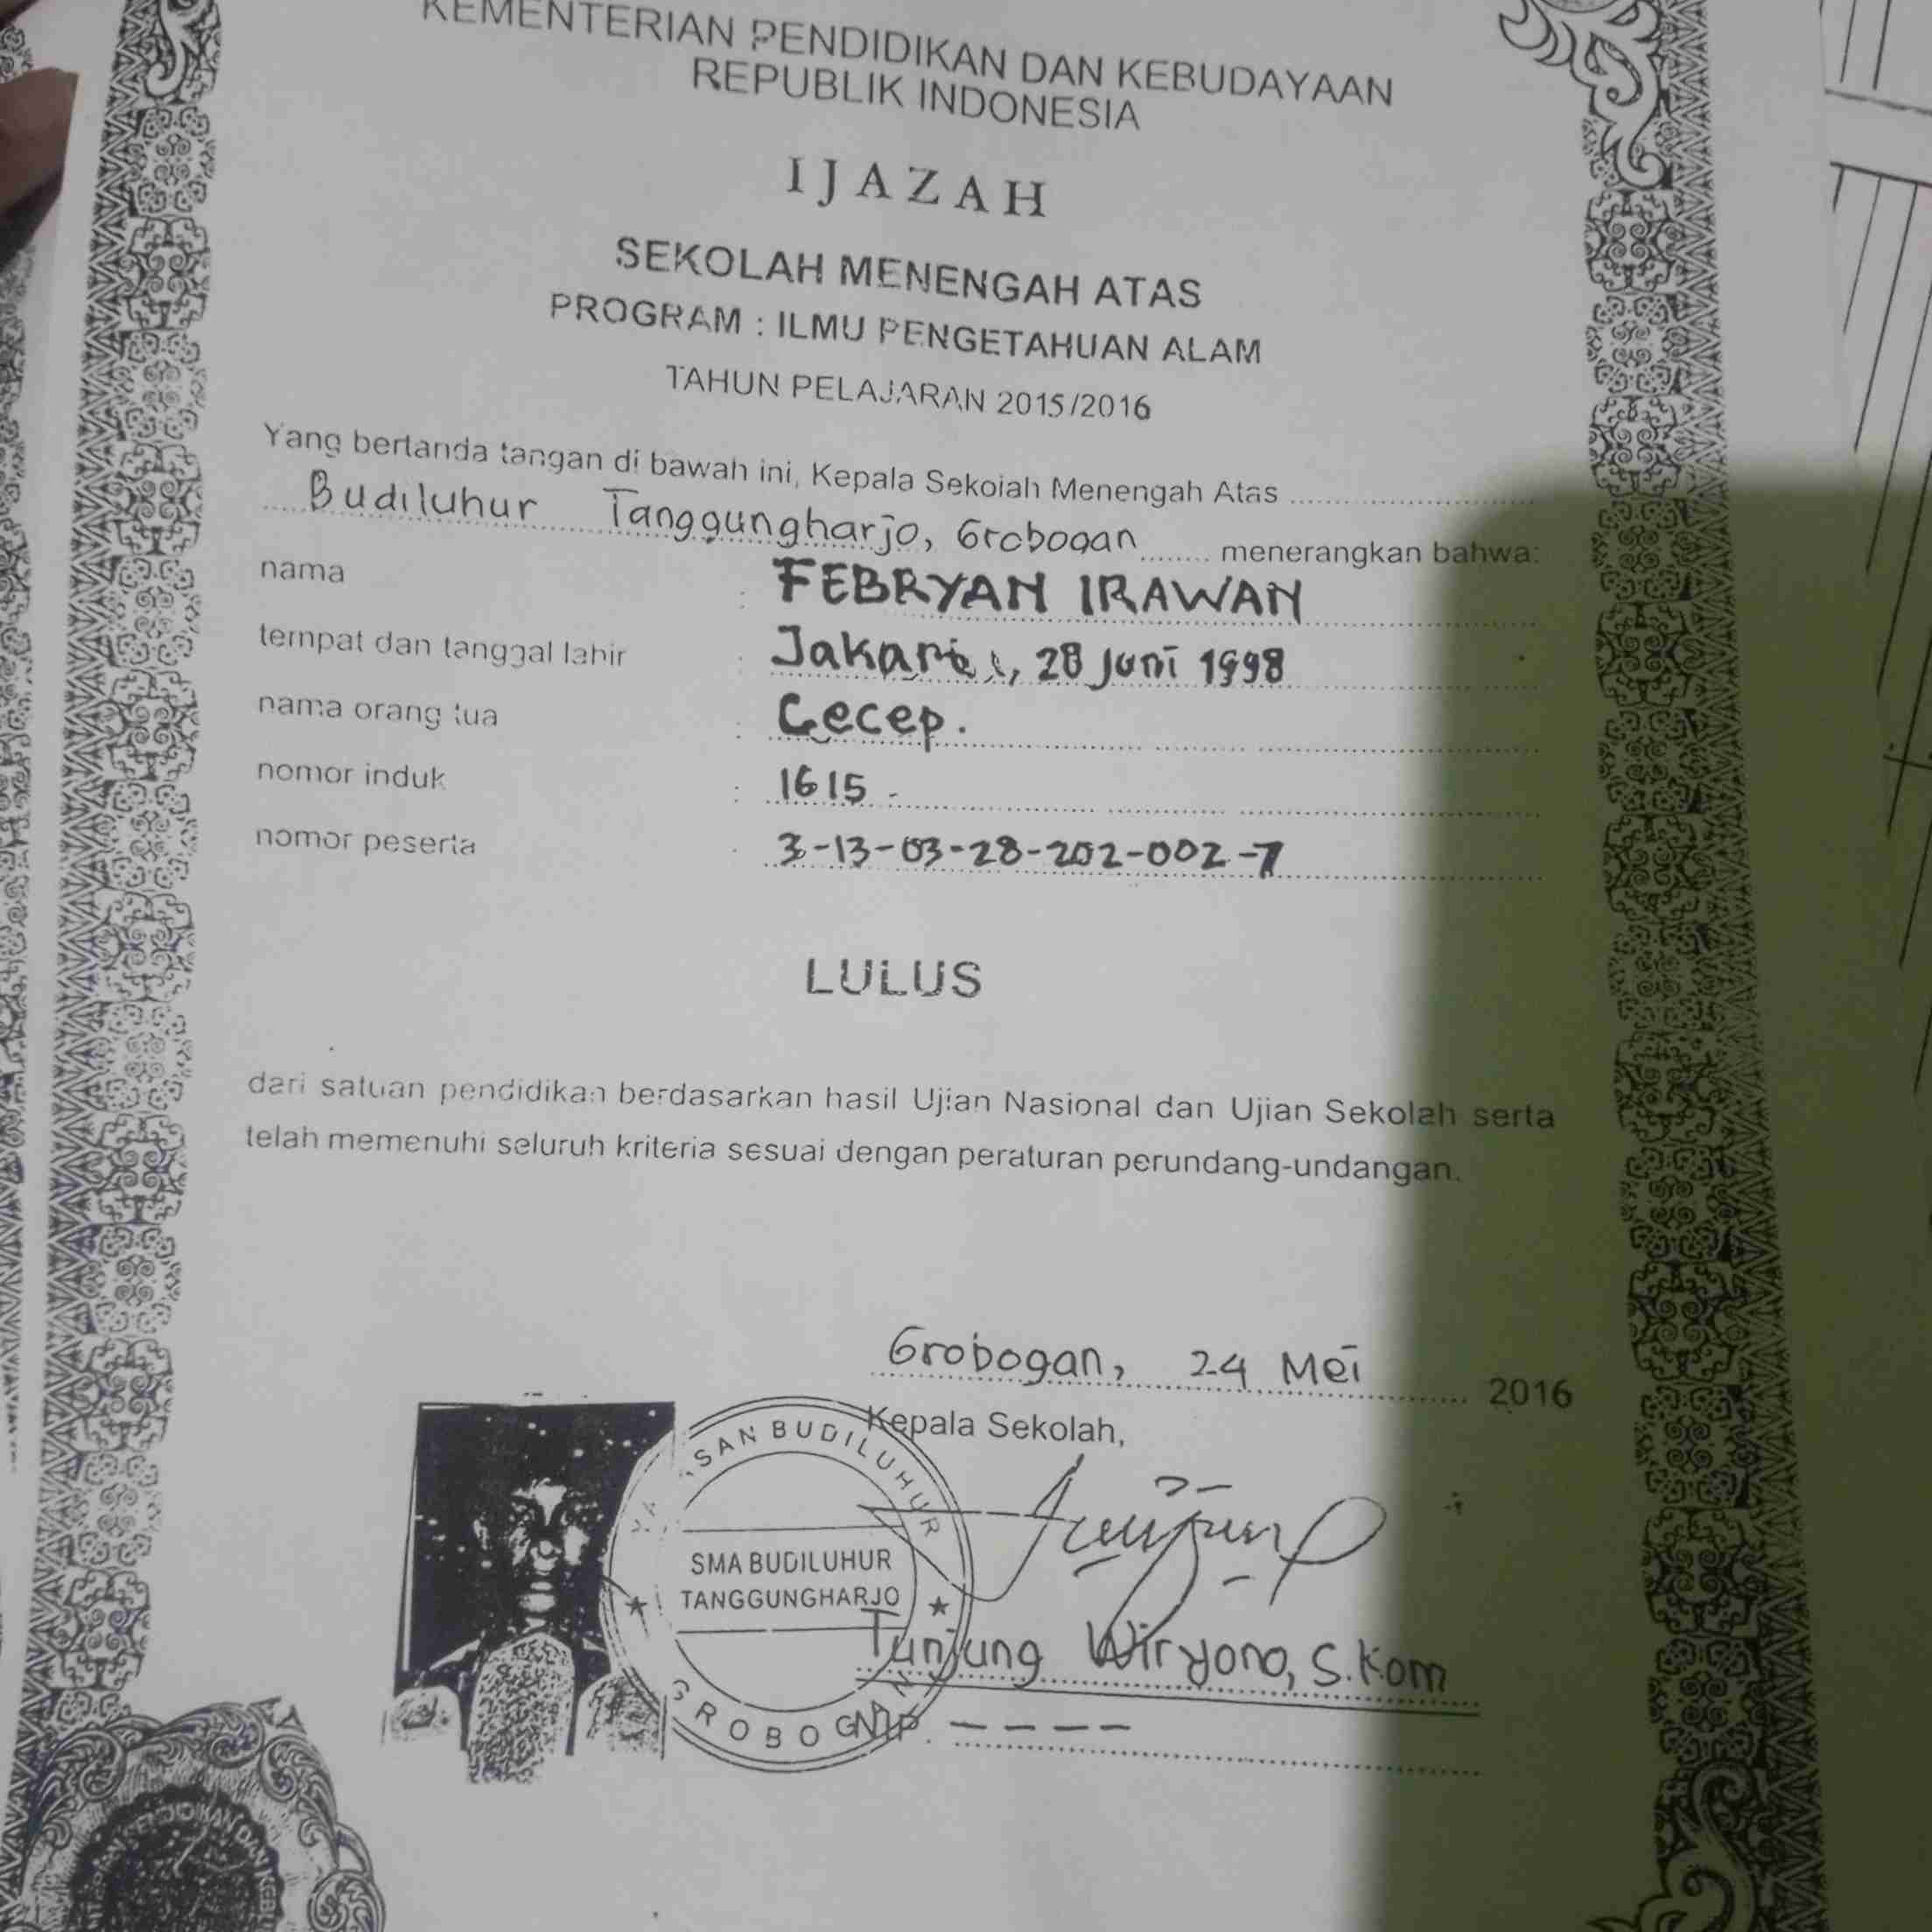 KEMENTERIAN PENDIDIKAN DAN KEBUDAYAAN
REPUBLIK INDONESIA
IJAZAH
SEKOLAH MENENGAH ATAS
PROGRAM : ILMU PENGETAHUAN ALAM
TAHUN PELAJARAN 2015/2016
Yang bertanda tangan di bawah ini, Kepala Sekolah Menengah Atas
Budiluhur Tanggungharjo, Grobogan menerangkan bahwa:
nama : FEBRYAN IRAWAN
tempat dan tanggal lahir : Jakarta, 28 Juni 1998
nama orang tua : Cecep.
nomor induk : 1615 -
nomor peserta : 3-13-03-28-202-002-7
LULUS
dari satuan pendidikan berdasarkan hasil Ujian Nasional dan Ujian Sekolah serta
telah memenuhi seluruh kriteria sesuai dengan peraturan perundang-undangan.
Grobogan, 24 Mei 2016
Kepala Sekolah,
BUDILUHUR
SMA BUDILUHUR
TANGGUNGHARJO
GROBOGAN
Tunjung Wiryono, S.Kom
NIP. - - - -